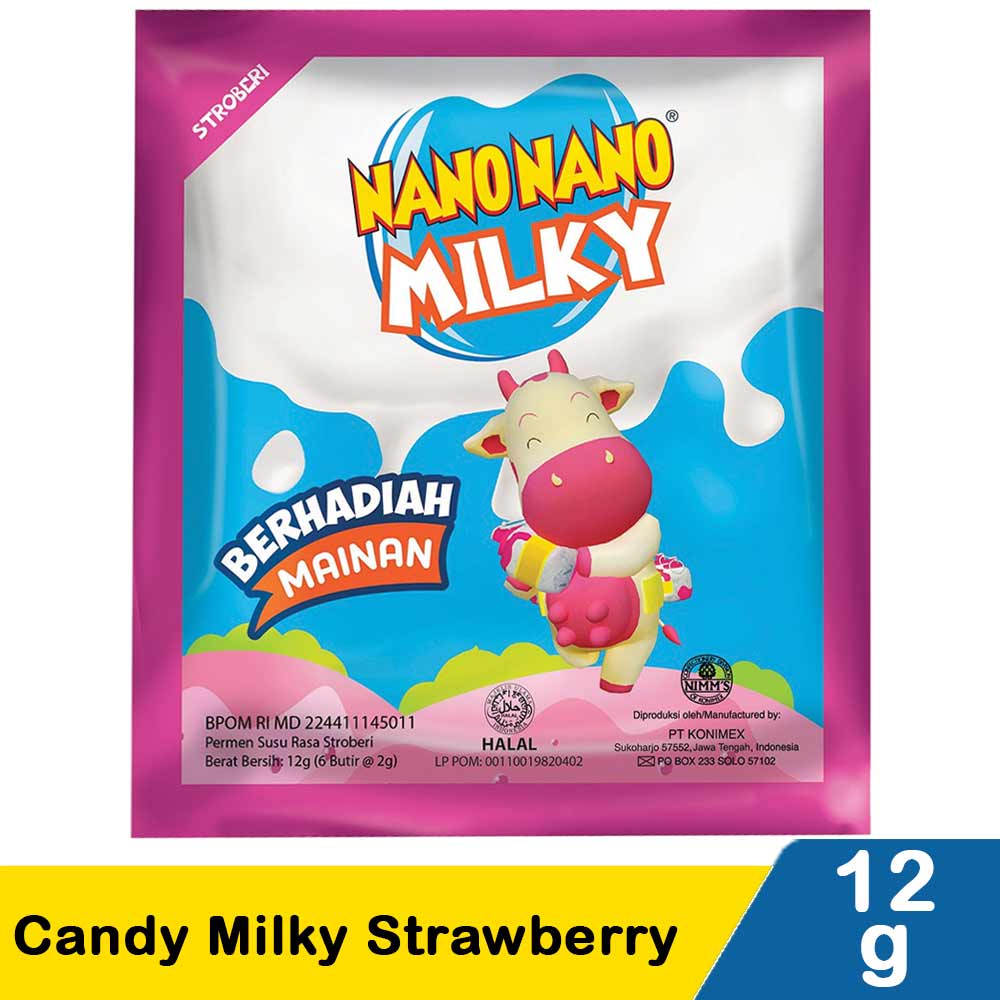 STROBERI
NANO NANO®
MILKY
BERHADIAH
MAINAN
NIMM'S
BPOM RI MD 224411145011
Permen Susu Rasa Stroberi
Berat Bersih: 12g (6 Butir @ 2g)
HALAL
LP POM: 00110019820402
Diproduksi oleh/Manufactured by:
PT KONIMEX
Sukoharjo 57552, Jawa Tengah, Indonesia
PO BOX 233 SOLO 57102
Candy Milky Strawberry
12
g